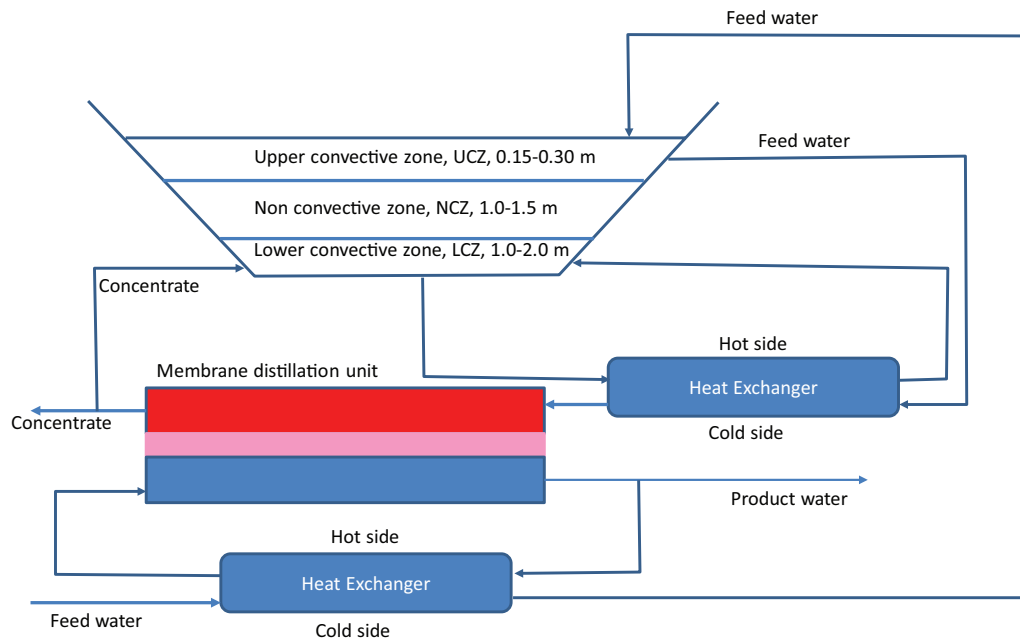 Feed water
Feed water
Upper convective zone, UCZ, 0.15-0.30 m
Non convective zone, NCZ, 1.0-1.5 m
Lower convective zone, LCZ, 1.0-2.0 m
Concentrate
Hot side
Membrane distillation unit
Heat Exchanger
Concentrate
Cold side
Product water
Hot side
Heat Exchanger
Feed water
Cold side